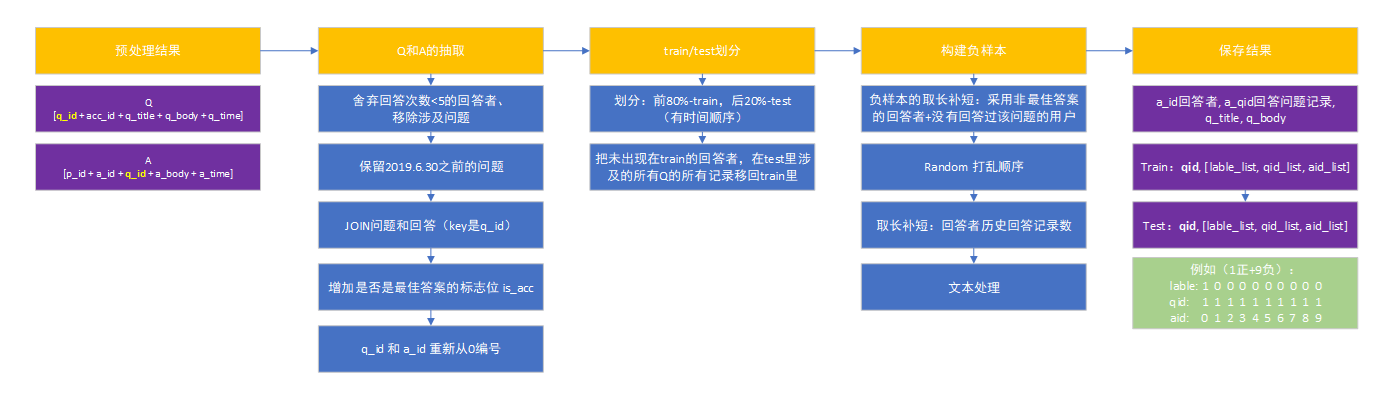 预处理结果
Q
[q_id + acc_id + q_title + q_body + q_time]
A
[p_id + a_id + q_id + a_body + a_time]
Q和A的抽取
舍弃回答次数<5的回答者、
移除涉及问题
保留2019.6.30之前的问题
JOIN问题和回答（key是q_id）
增加是否是最佳答案的标志位 is_acc
q_id 和 a_id 重新从0编号
train/test划分
划分：前80%-train，后20%-test
（有时间顺序）
把未出现在train的回答者，在test里涉
及的所有Q的所有记录移回train里
构建负样本
负样本的取长补短：采用非最佳答案
的回答者+没有回答过该问题的用户
Random 打乱顺序
取长补短：回答者历史回答记录数
文本处理
保存结果
a_id回答者, a_qid回答问题记录,
q_title, q_body
Train：qid, [lable_list, qid_list, aid_list]
Test：qid, [lable_list, qid_list, aid_list]
例如（1正+9负）：
lable: 1 0 0 0 0 0 0 0 0 0
qid: 1 1 1 1 1 1 1 1 1 1
aid: 0 1 2 3 4 5 6 7 8 9